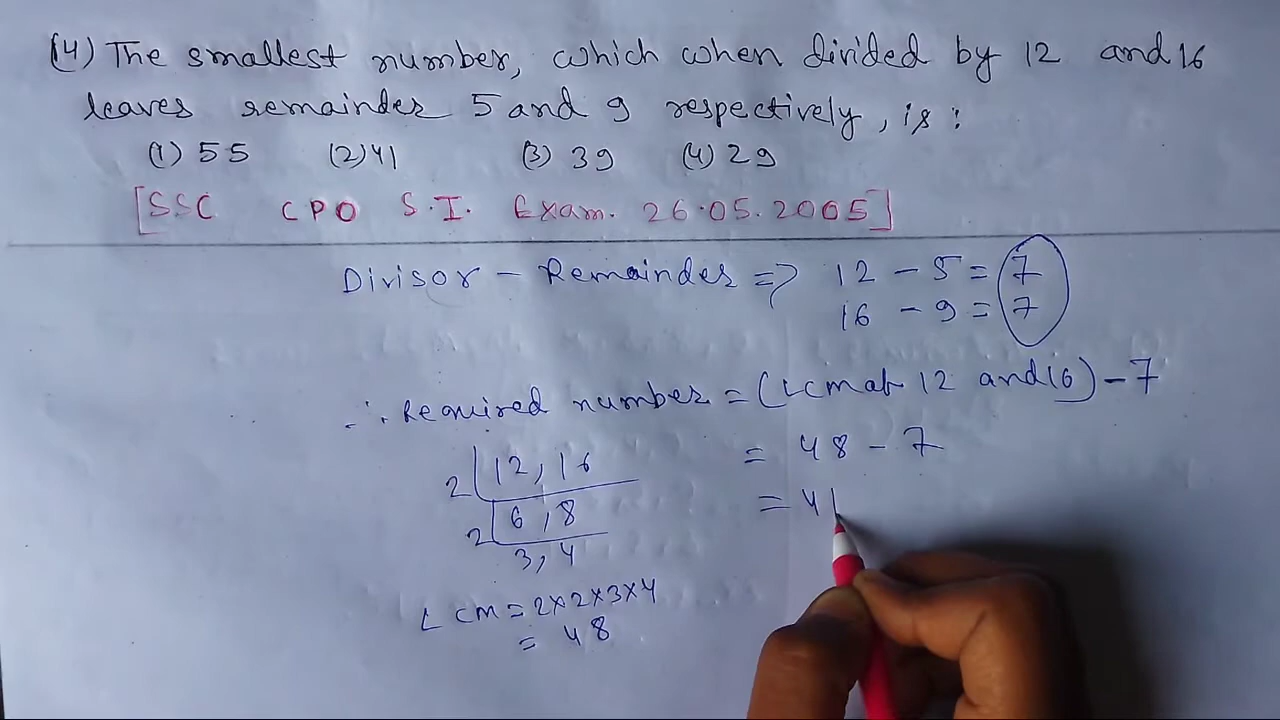 (4) The smallest number, which when divided by 12 and 16
leaves remainder 5 and 9 respectively, is:
(1) 55 (2) 41 (3) 39 (4) 29
[SSC CPO S.I. Exam. 26.05.2005]
Divisor - Remainder => 12 - 5 = 7
16 - 9 = 7
∴ Required number = (LCM of 12 and 16) - 7
2 | 12, 16 = 48 - 7
2 | 6, 8 = 41
3, 4
LCM = 2×2×3×4
= 48